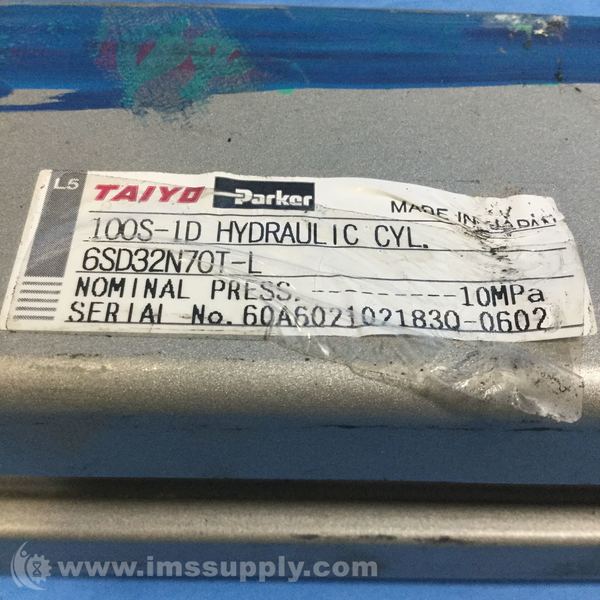 L5 TAIYO Parker MADE IN JAPAN
100S-1D HYDRAULIC CYL.
6SD32N70T-L
NOMINAL PRESS.----------10MPa
SERIAL No.60A6021021830-0602
www.imssupply.com